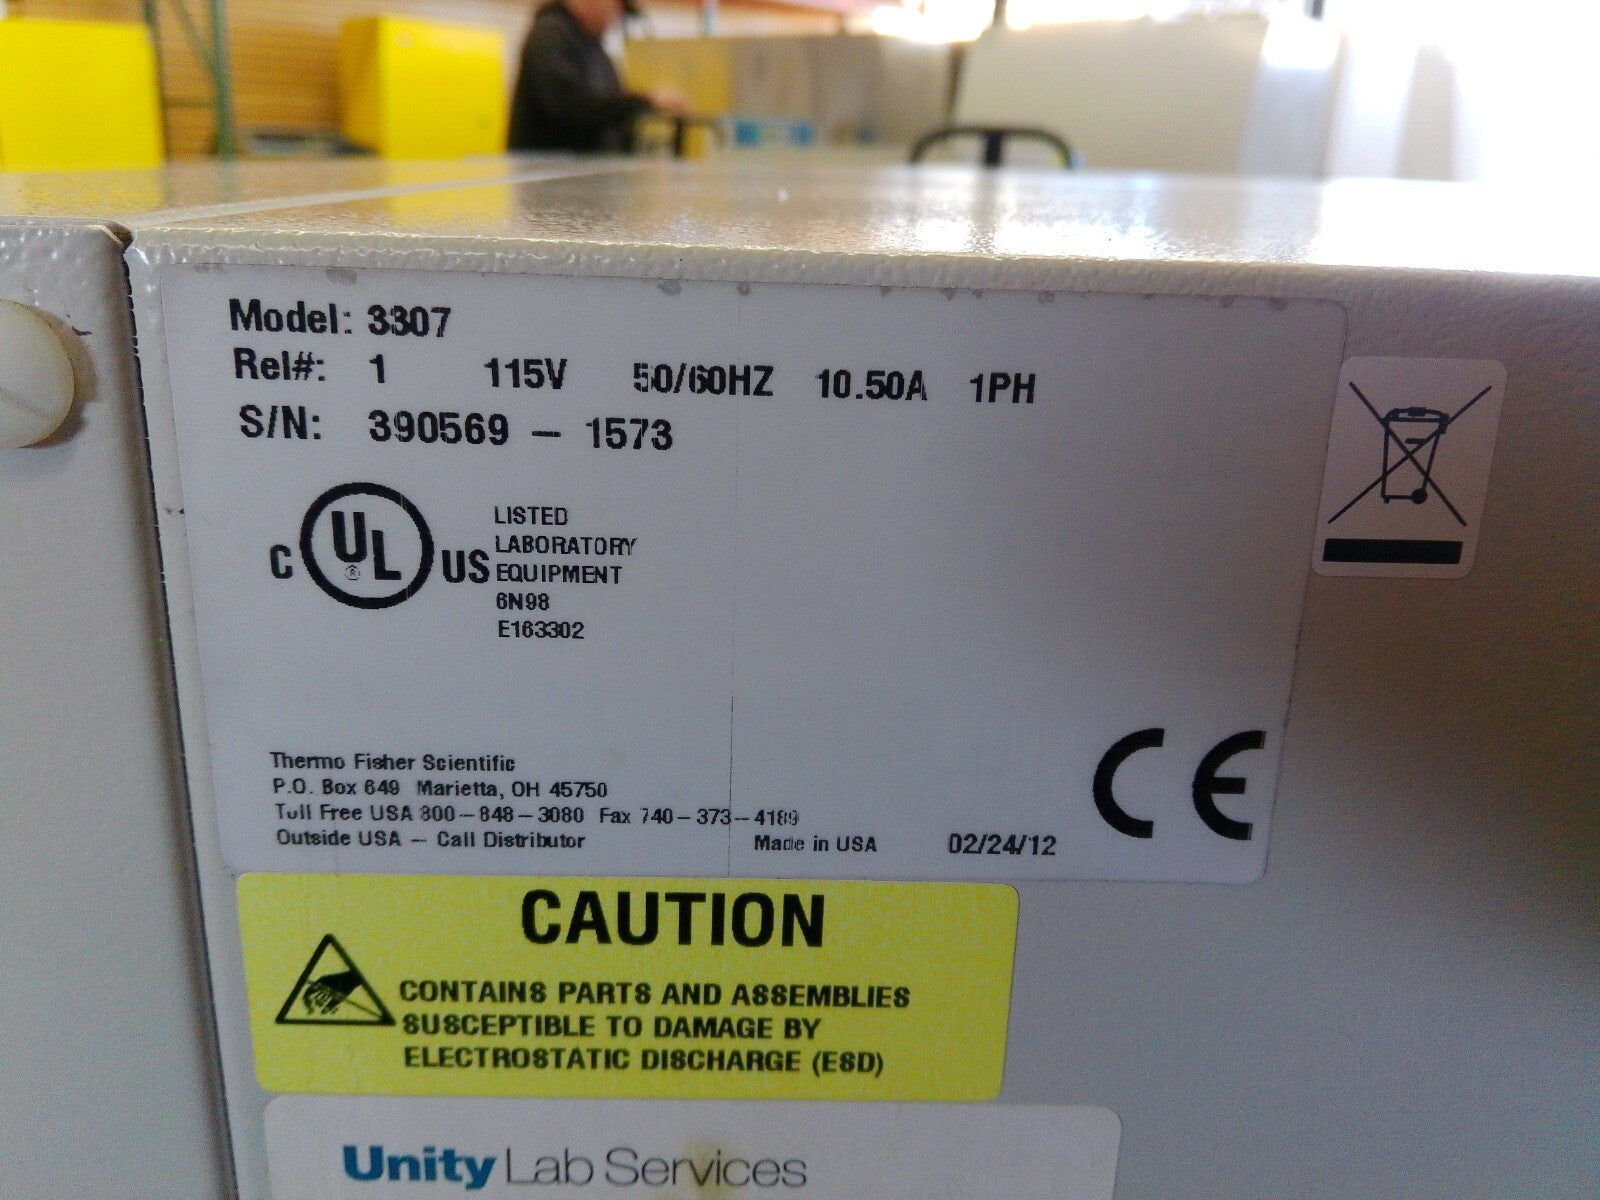 Model: 3307
Rel#: 1 115V 50/60HZ 10.50A 1PH
S/N: 390569 - 1573
C UL® US
LISTED
LABORATORY
EQUIPMENT
6N98
E163302
Thermo Fisher Scientific
P.O. Box 649 Marietta, OH 45750
Toll Free USA 800-848-3080 Fax 740-373-4189
Outside USA - Call Distributor Made in USA 02/24/12
CE
CAUTION
CONTAINS PARTS AND ASSEMBLIES
SUSCEPTIBLE TO DAMAGE BY
ELECTROSTATIC DISCHARGE (ESD)
Unity Lab Services